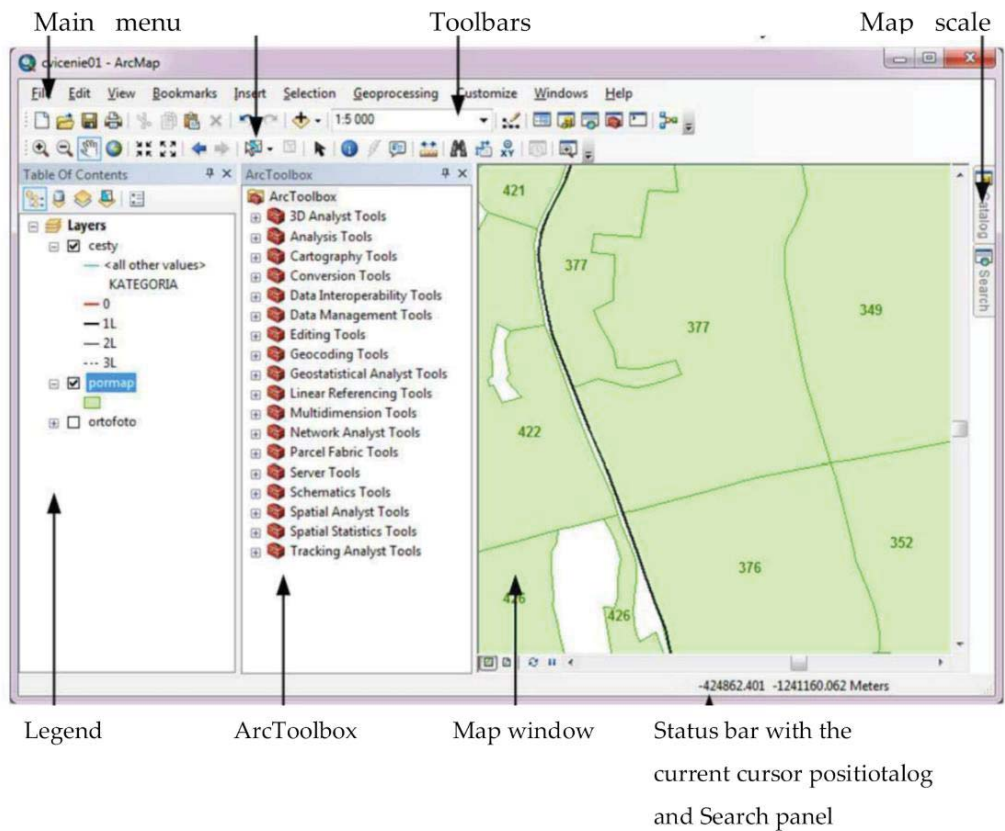 Main menu
Toolbars
Map scale
cvicenie01 - ArcMap
File Edit View Bookmarks Insert Selection Geoprocessing Customize Windows Help
1:5 000
Table Of Contents
Layers
cesty
<all other values>
KATEGORIA
0
1L
2L
3L
pormap
ortofoto
ArcToolbox
ArcToolbox
3D Analyst Tools
Analysis Tools
Cartography Tools
Conversion Tools
Data Interoperability Tools
Data Management Tools
Editing Tools
Geocoding Tools
Geostatistical Analyst Tools
Linear Referencing Tools
Multidimension Tools
Network Analyst Tools
Parcel Fabric Tools
Server Tools
Schematics Tools
Spatial Analyst Tools
Spatial Statistics Tools
Tracking Analyst Tools
421
377
377
349
422
352
376
426
426
Catalog
Search
-424862.401 -1241160.062 Meters
Legend
ArcToolbox
Map window
Status bar with the
current cursor positiotalog
and Search panel